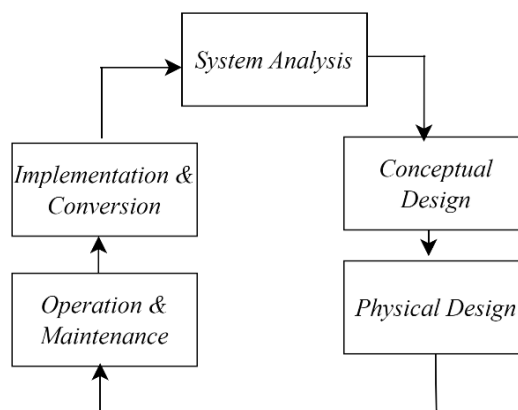 System Analysis
Implementation &
Conversion
Conceptual
Design
Operation &
Maintenance
Physical Design